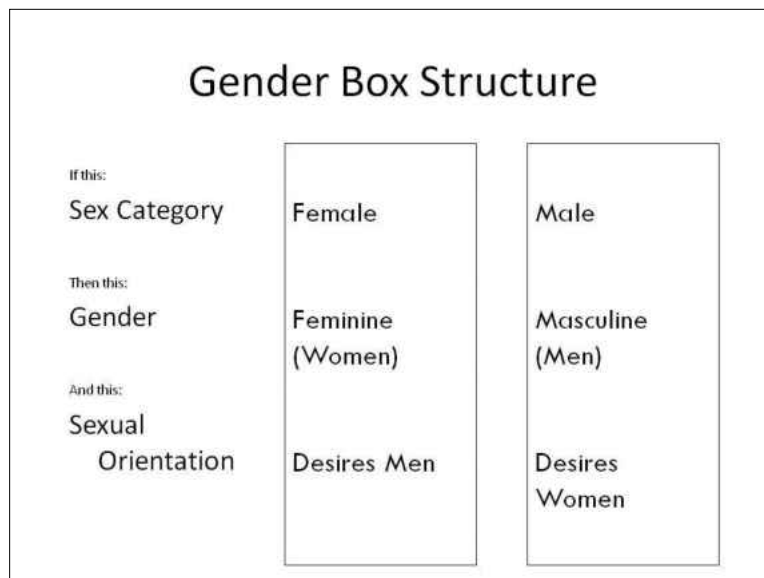 Gender Box Structure
If this:
Sex Category
Female
Male
Then this:
Gender
Feminine
(Women)
Masculine
(Men)
And this:
Sexual
Orientation
Desires Men
Desires
Women